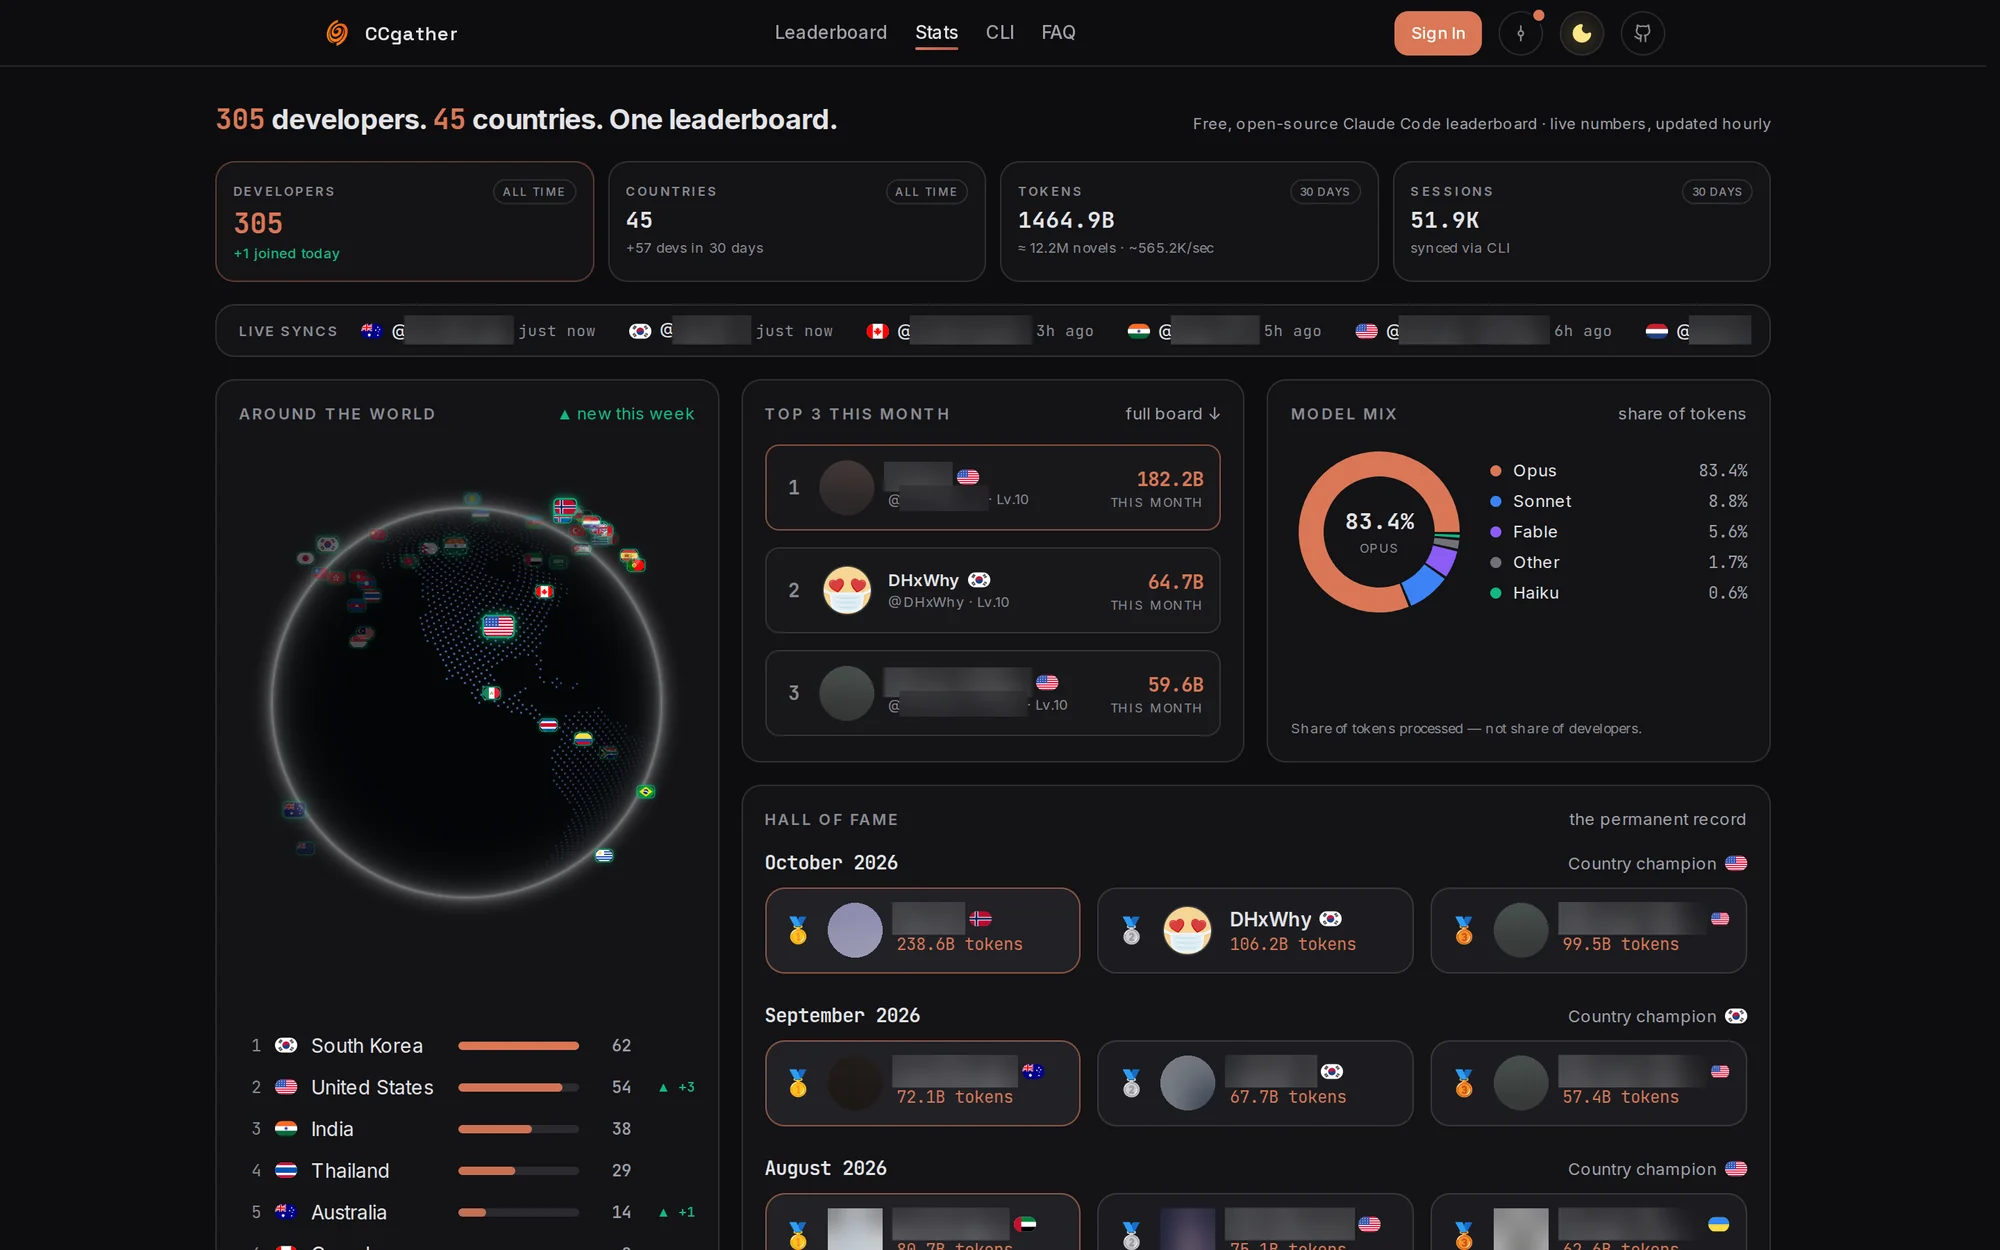 CCgather
Leaderboard Stats CLI FAQ
Sign In
305 developers. 45 countries. One leaderboard.
Free, open-source Claude Code leaderboard · live numbers, updated hourly
DEVELOPERS ALL TIME
305
+1 joined today
COUNTRIES ALL TIME
45
+57 devs in 30 days
TOKENS 30 DAYS
1464.9B
≈ 12.2M novels · ~565.2K/sec
SESSIONS 30 DAYS
51.9K
synced via CLI
LIVE SYNCS @ just now @ just now @ 3h ago @ 5h ago @ 6h ago @
AROUND THE WORLD ▲ new this week
1 South Korea 62
2 United States 54 ▲ +3
3 India 38
4 Thailand 29
5 Australia 14 ▲ +1
TOP 3 THIS MONTH full board ↓
1 182.2B
@ · Lv.10 THIS MONTH
2 DHxWhy 64.7B
@DHxWhy · Lv.10 THIS MONTH
3 59.6B
@ · Lv.10 THIS MONTH
MODEL MIX share of tokens
83.4%
OPUS
Opus 83.4%
Sonnet 8.8%
Fable 5.6%
Other 1.7%
Haiku 0.6%
Share of tokens processed — not share of developers.
HALL OF FAME the permanent record
October 2026 Country champion
238.6B tokens
DHxWhy
106.2B tokens
99.5B tokens
September 2026 Country champion
72.1B tokens
67.7B tokens
57.4B tokens
August 2026 Country champion